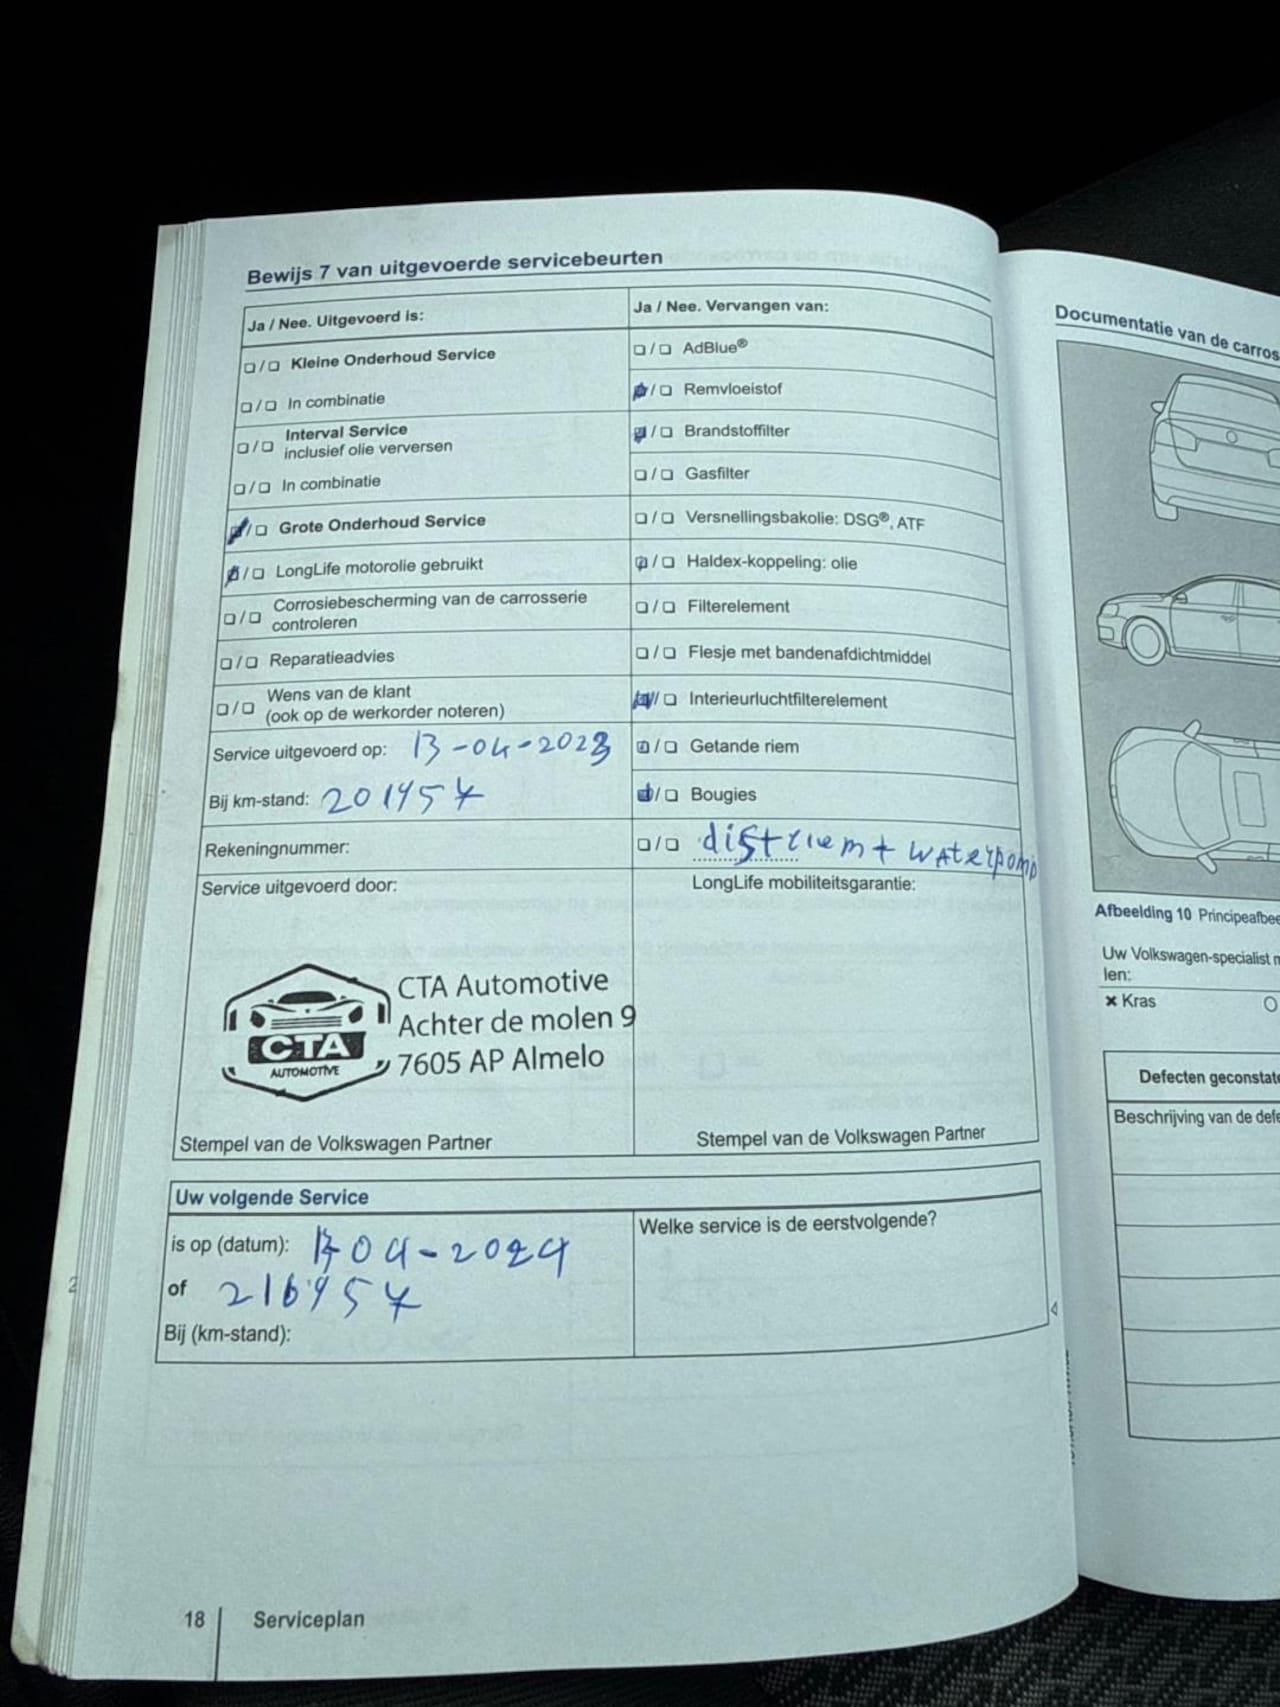 Bewijs 7 van uitgevoerde servicebeurten
Ja / Nee. Uitgevoerd is:
Kleine Onderhoud Service
In combinatie
Interval Service
inclusief olie verversen
In combinatie
Grote Onderhoud Service
LongLife motorolie gebruikt
Corrosiebescherming van de carrosserie
controleren
Reparatieadvies
Wens van de klant
(ook op de werkorder noteren)
Service uitgevoerd op: 13-04-2023
Bij km-stand: 201957
Rekeningnummer:
Service uitgevoerd door:
CTA
AUTOMOTIVE
CTA Automotive
Achter de molen 9
7605 AP Almelo
Stempel van de Volkswagen Partner
Ja / Nee. Vervangen van:
AdBlue®
Remvloeistof
Brandstoffilter
Gasfilter
Versnellingsbakolie: DSG®, ATF
Haldex-koppeling: olie
Filterelement
Flesje met bandenafdichtmiddel
Interieurluchtfilterelement
Getande riem
Bougies
distriem + waterpomp
LongLife mobiliteitsgarantie:
Stempel van de Volkswagen Partner
Uw volgende Service
is op (datum): 13-04-2024
of 216957
Bij (km-stand):
Welke service is de eerstvolgende?
18 Serviceplan
Documentatie van de carros
Afbeelding 10 Principeafbee
Uw Volkswagen-specialist
len:
× Kras
Defecten geconstate
Beschrijving van de defe